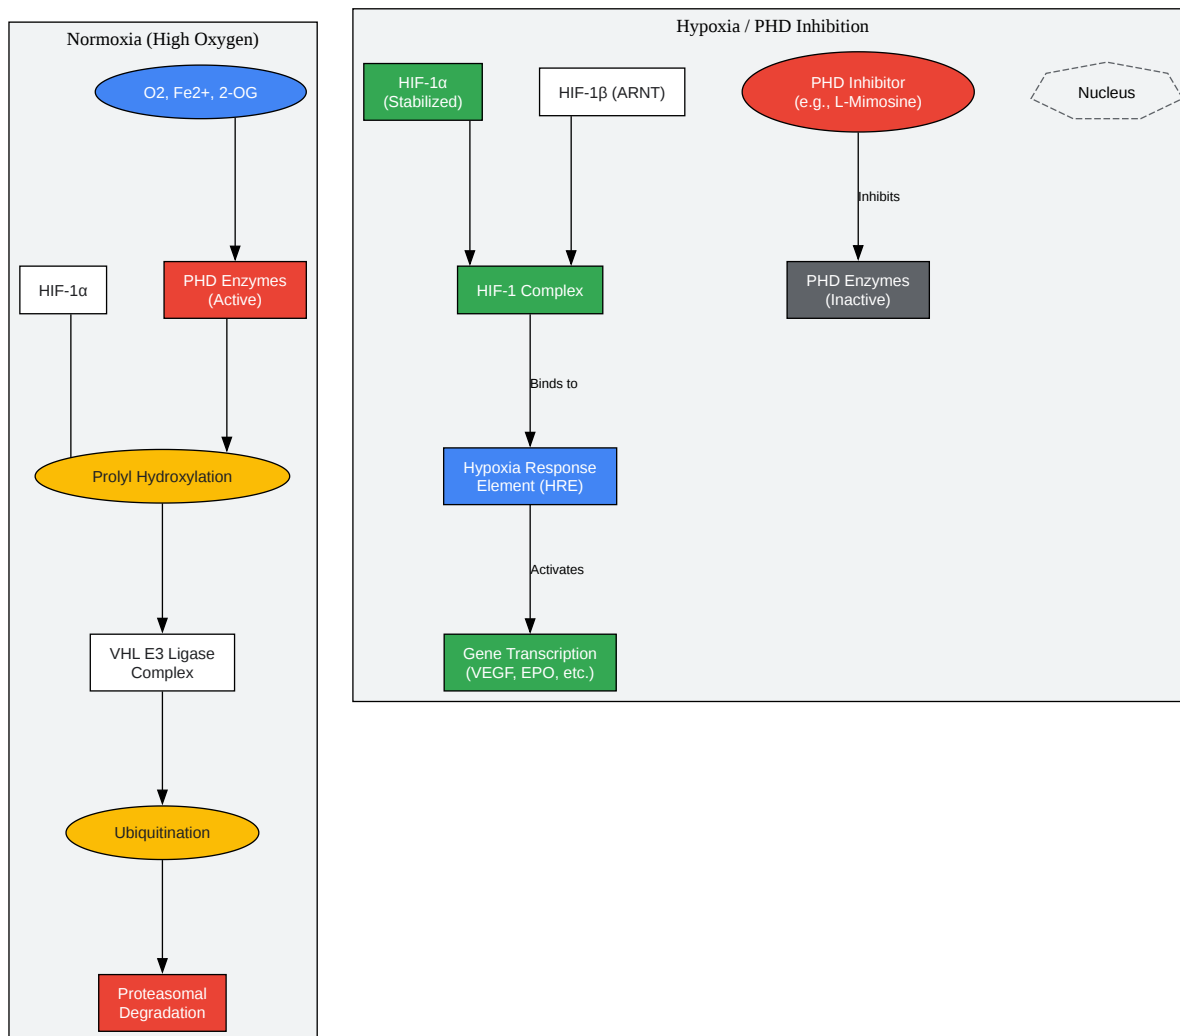 Normoxia (High Oxygen)
O2, Fe2+, 2-OG
HIF-1α
PHD Enzymes
(Active)
Prolyl Hydroxylation
VHL E3 Ligase
Complex
Ubiquitination
Proteasomal
Degradation
Hypoxia / PHD Inhibition
HIF-1α
(Stabilized)
HIF-1β (ARNT)
PHD Inhibitor
(e.g., L-Mimosine)
Nucleus
Inhibits
HIF-1 Complex
PHD Enzymes
(Inactive)
Binds to
Hypoxia Response
Element (HRE)
Activates
Gene Transcription
(VEGF, EPO, etc.)